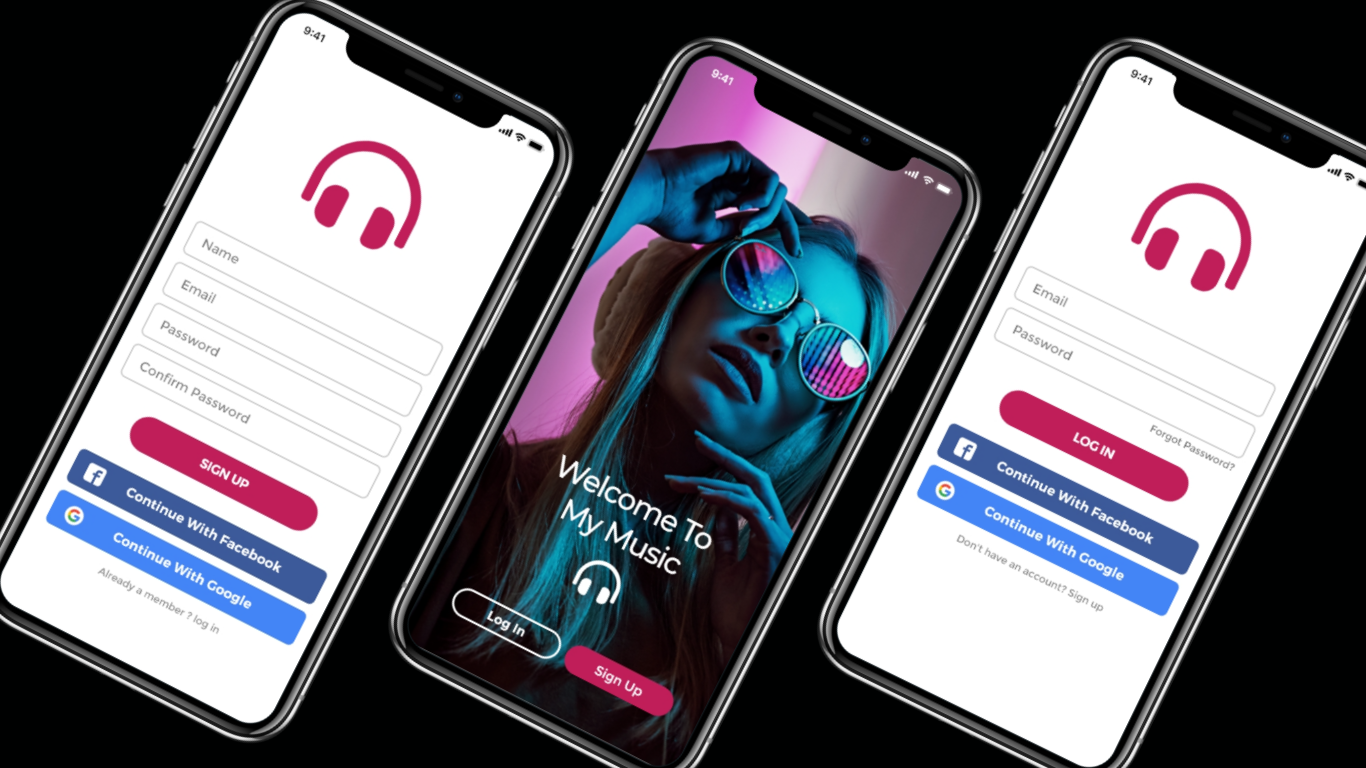 9:41
Name
Email
Password
Confirm Password
SIGN UP
Continue With Facebook
Continue With Google
Already a member ? log in
9:41
Welcome To
My Music
Log In
Sign Up
9:41
Email
Password
Forgot Password?
LOG IN
Continue With Facebook
Continue With Google
Don't have an account? Sign up